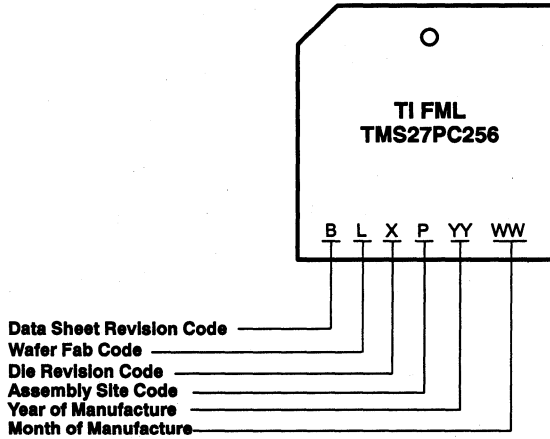 TI FML
TMS27PC256
B L X P YY WW
Data Sheet Revision Code
Wafer Fab Code
Die Revision Code
Assembly Site Code
Year of Manufacture
Month of Manufacture